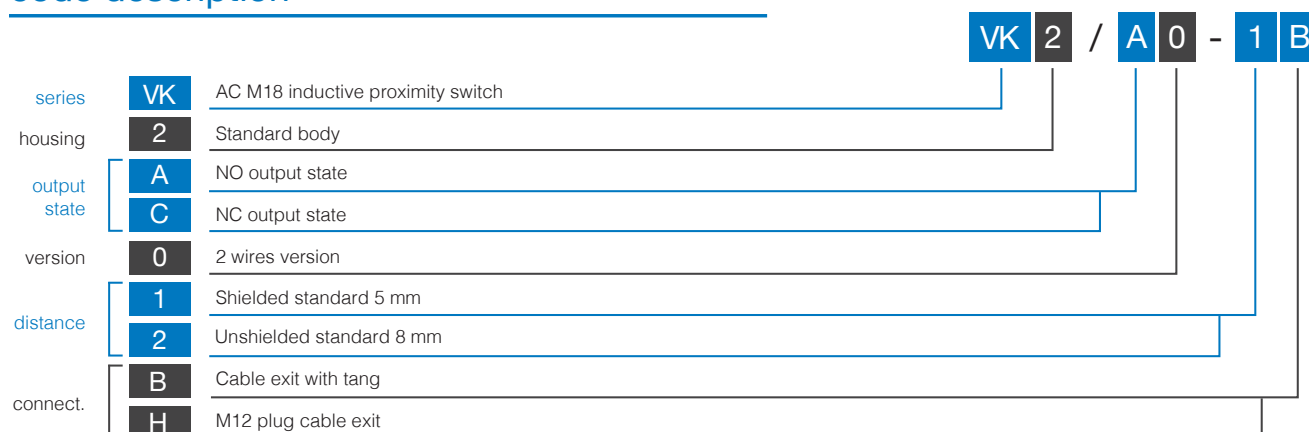 code description
VK 2 / A 0 - 1 B
series VK AC M18 inductive proximity switch
housing 2 Standard body
output state
A NO output state
C NC output state
version 0 2 wires version
distance
1 Shielded standard 5 mm
2 Unshielded standard 8 mm
connect.
B Cable exit with tang
H M12 plug cable exit